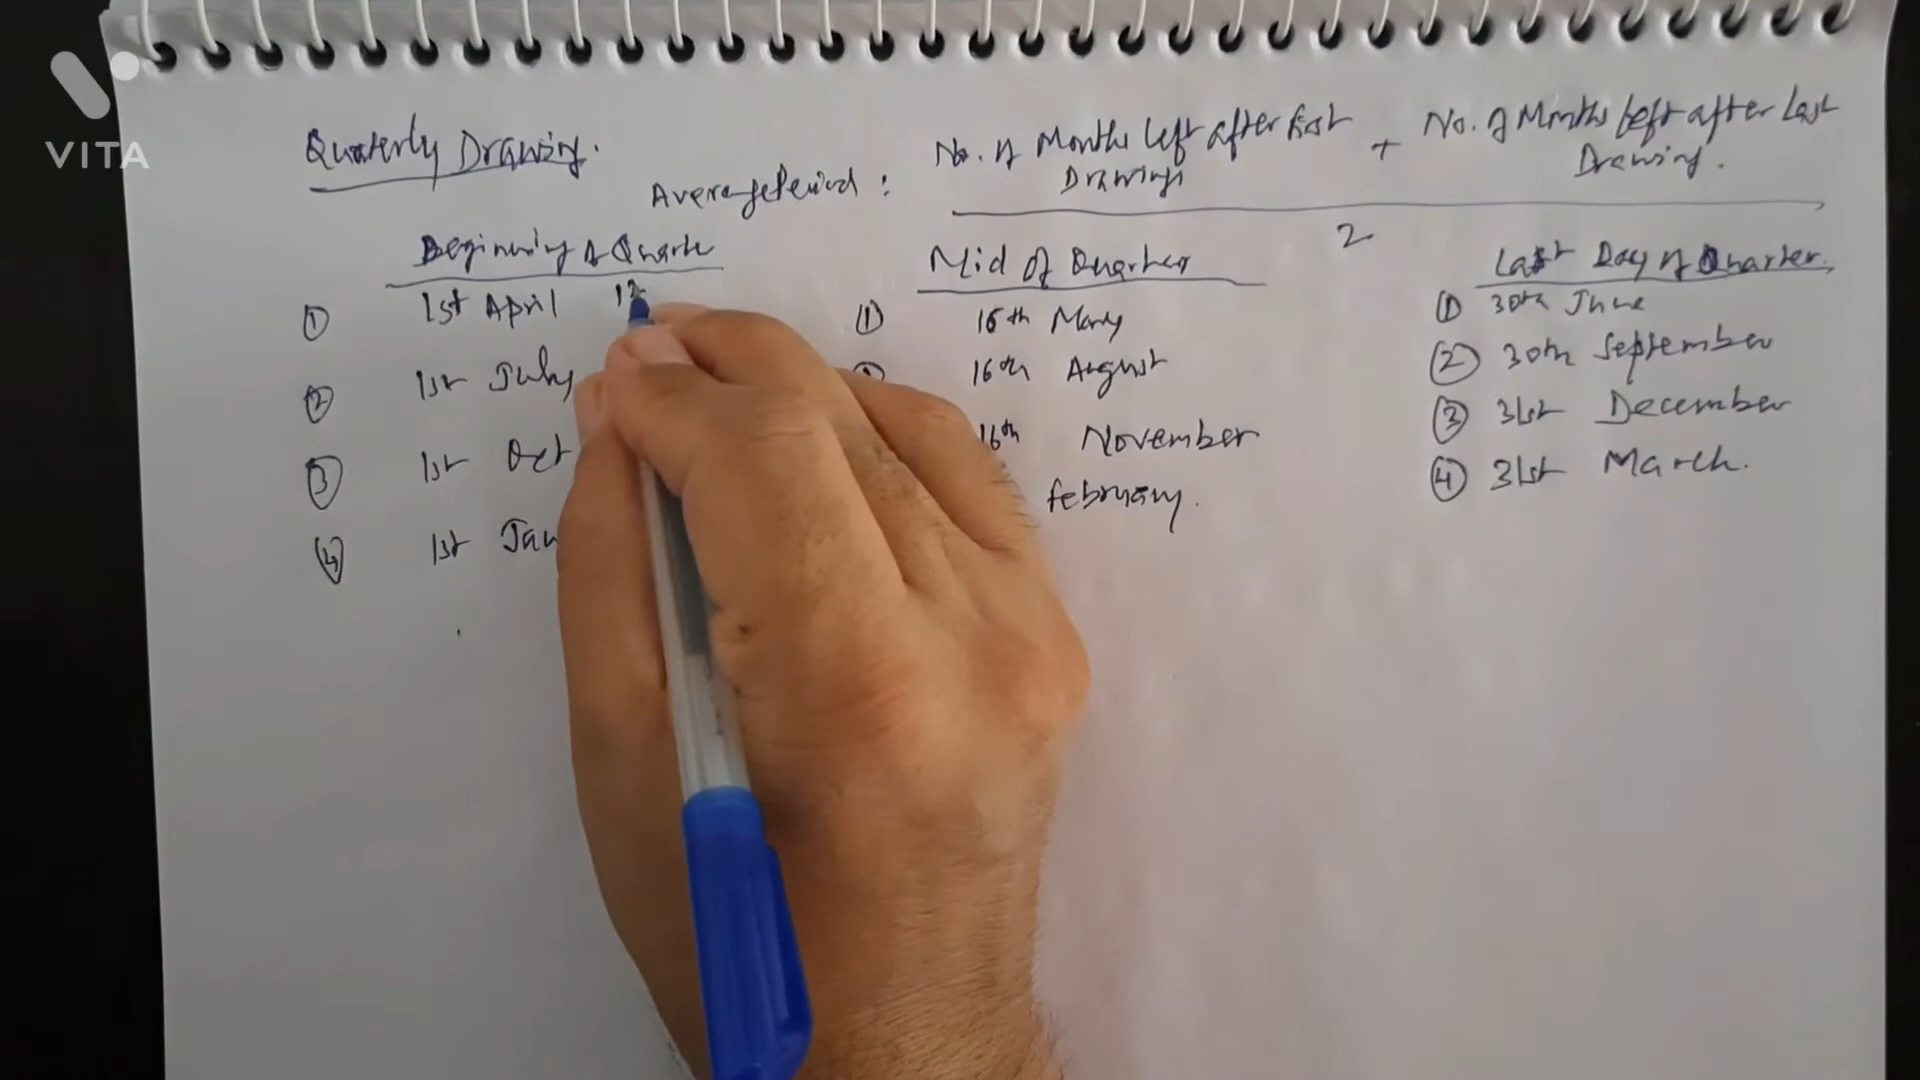 VITA
Quaterly Drawing.
Average Period :
No. of Months left after first Drawings + No. of Months left after Last Drawing.
2
Beginning of Quarter
① 1st April 12
② 1st July
③ 1st Oct
④ 1st Jan
Mid of Quarter
① 16th May
16th August
16th November
february.
Last Day of Quarter.
① 30th June
② 30th September
③ 31st December
④ 31st March.